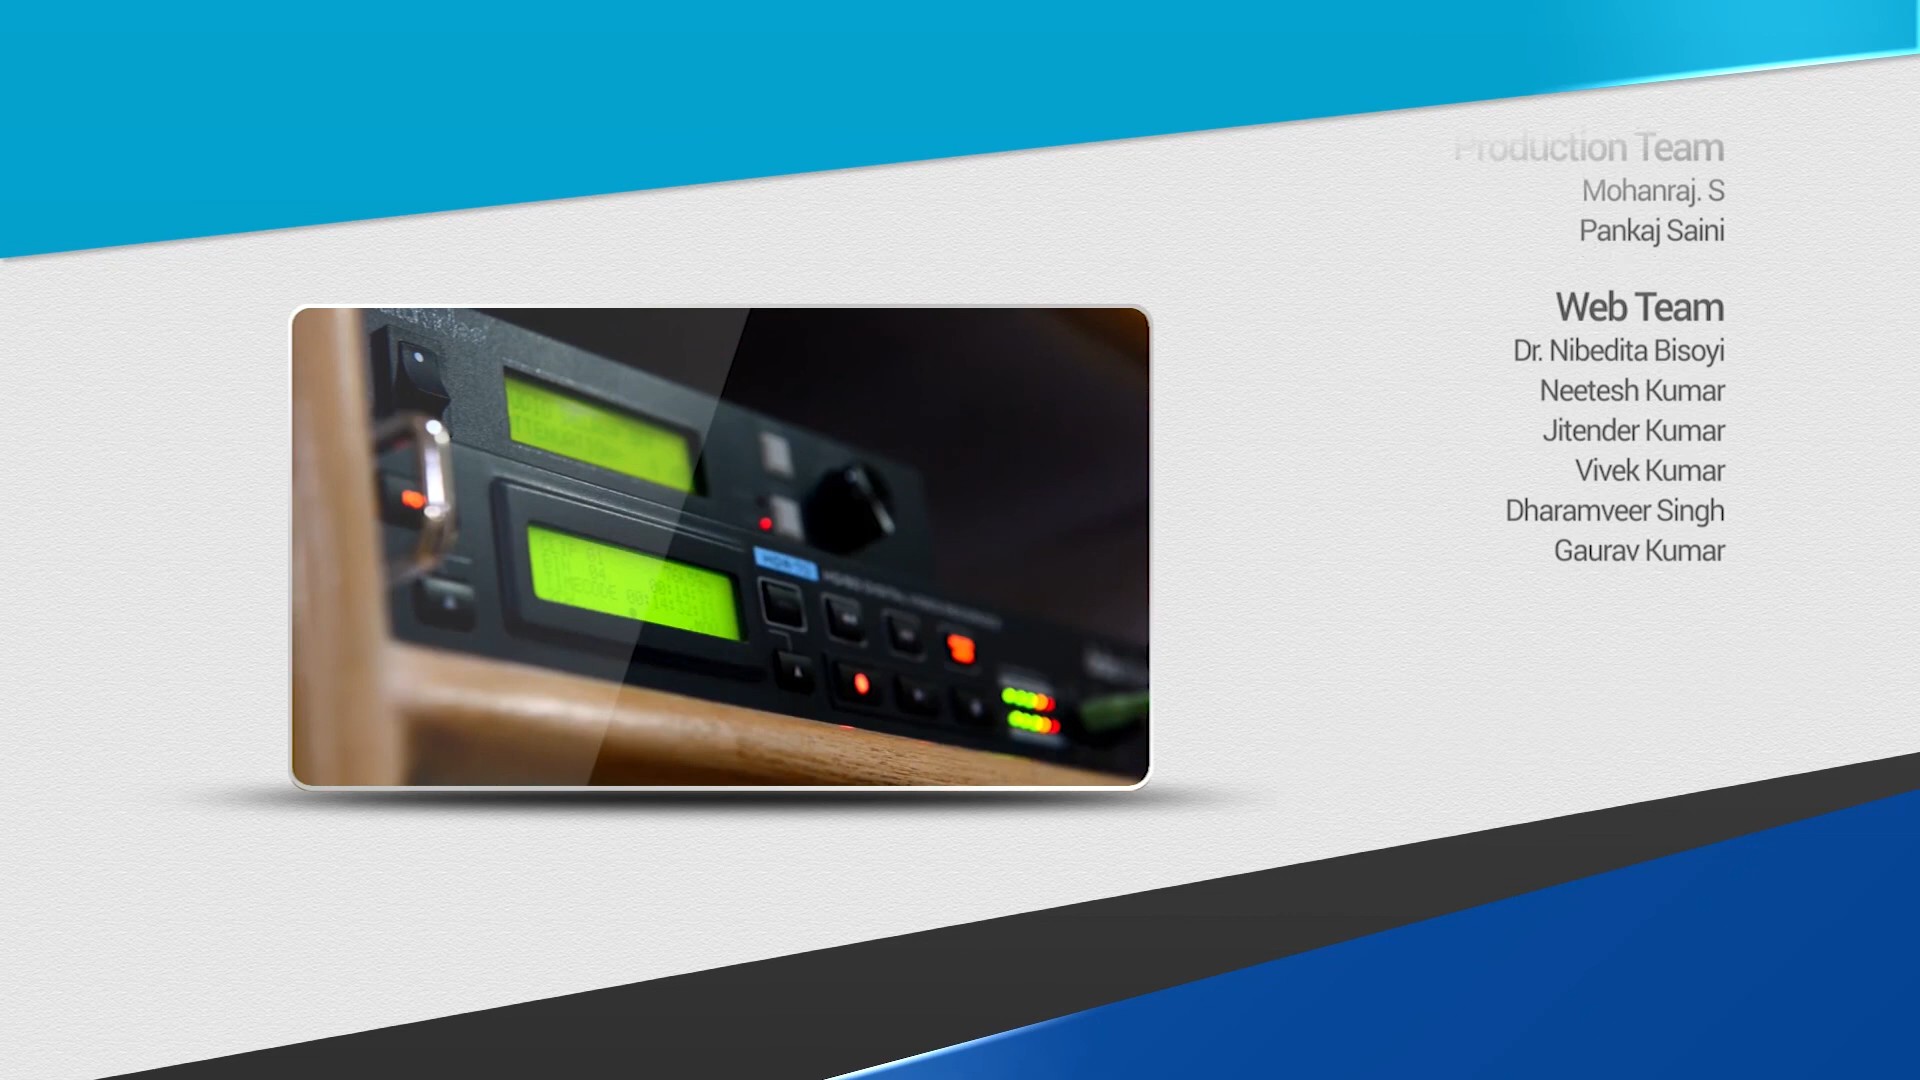 Production Team
Mohanraj. S
Pankaj Saini
Web Team
Dr. Nibedita Bisoyi
Neetesh Kumar
Jitender Kumar
Vivek Kumar
Dharamveer Singh
Gaurav Kumar
TIMECODE